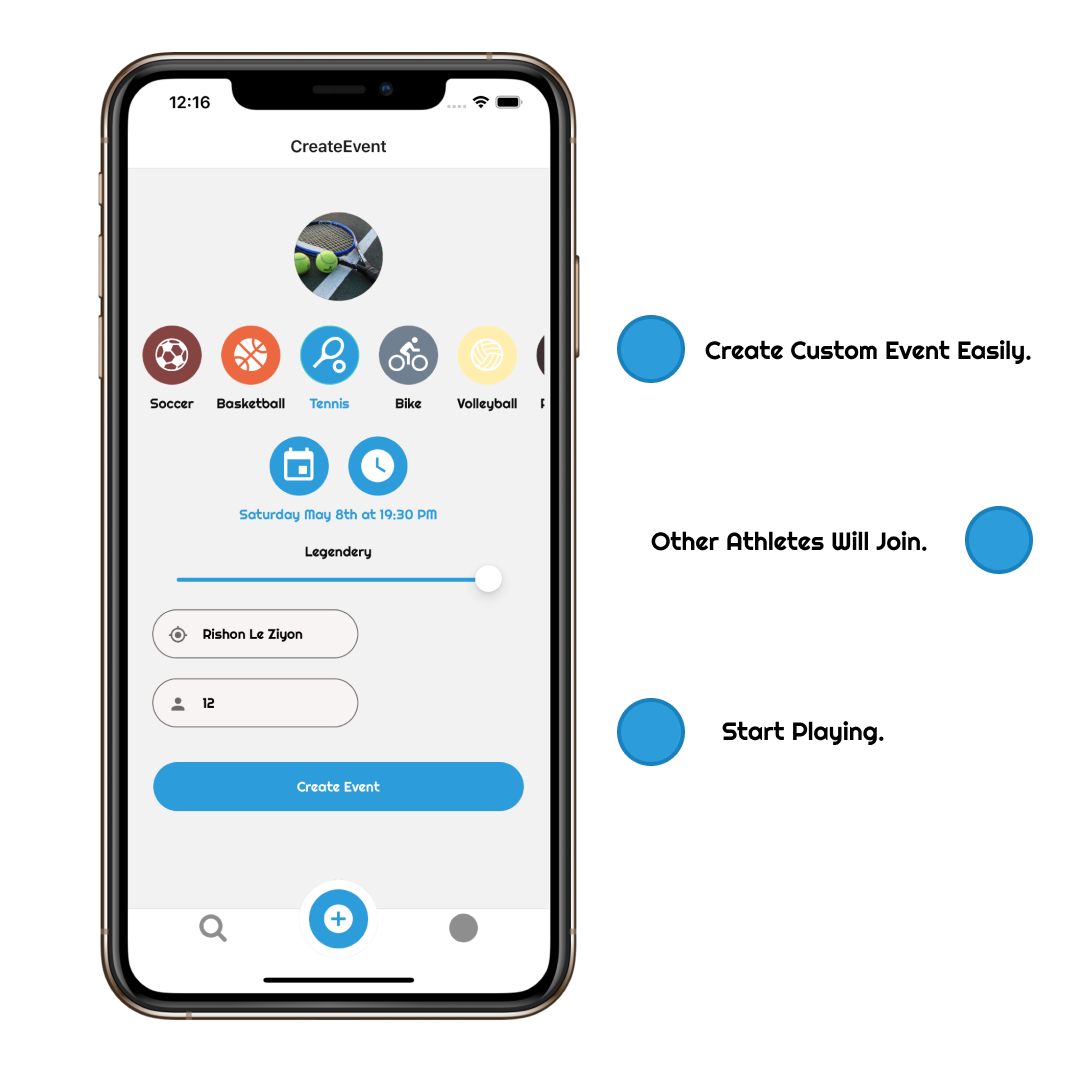 12:16
CreateEvent
Soccer Basketball Tennis Bike Volleyball
Saturday May 8th at 19:30 PM
Legendery
Rishon Le Ziyon
12
Create Event
Create Custom Event Easily.
Other Athletes Will Join.
Start Playing.